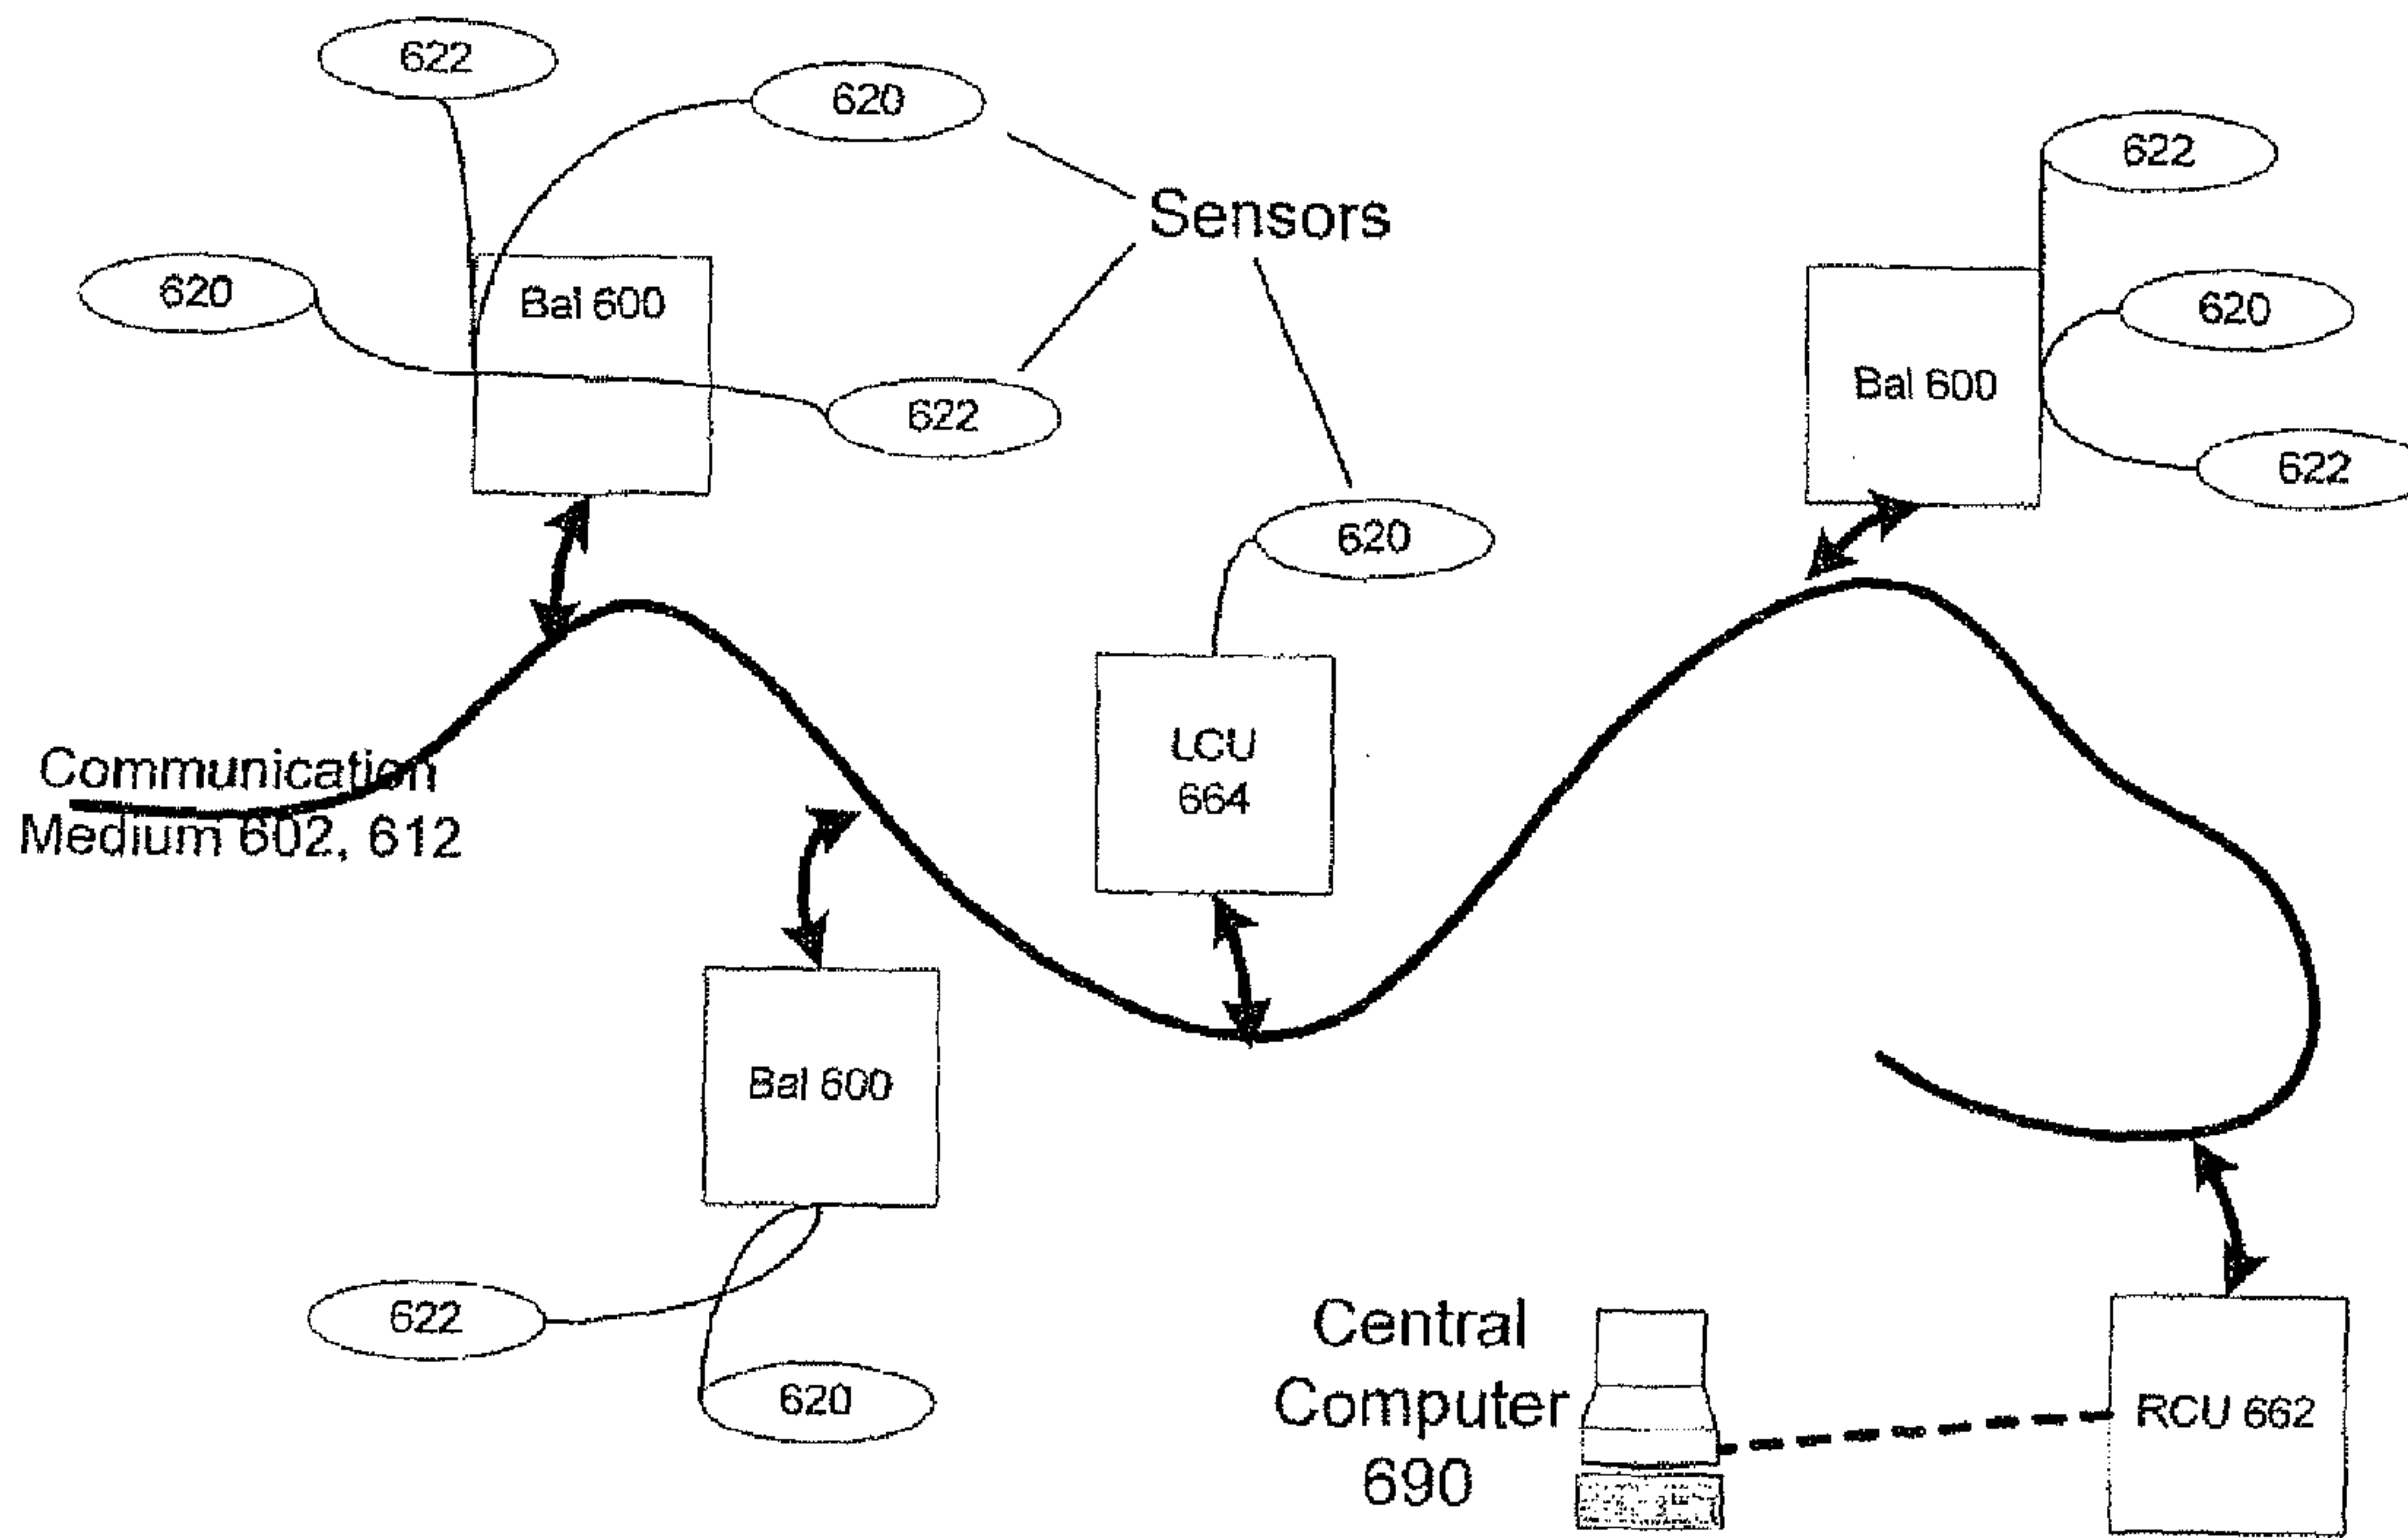 622
620
622
Sensors
620
Bal 600
620
Bal 600
622
622
620
LCU
664
Communication
Medium 602, 612
Bal 600
622
620
Central
Computer
690
RCU 662